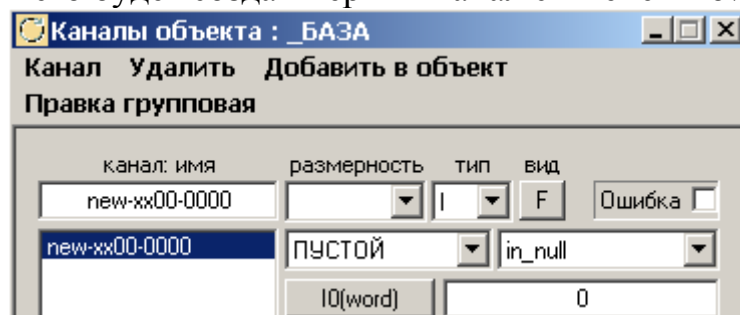 Каналы объекта : _БАЗА
Канал Удалить Добавить в объект
Правка групповая
канал: имя размерность тип вид
new-xx00-0000 I F Ошибка
new-xx00-0000 ПУСТОЙ in_null
I0(word) 0